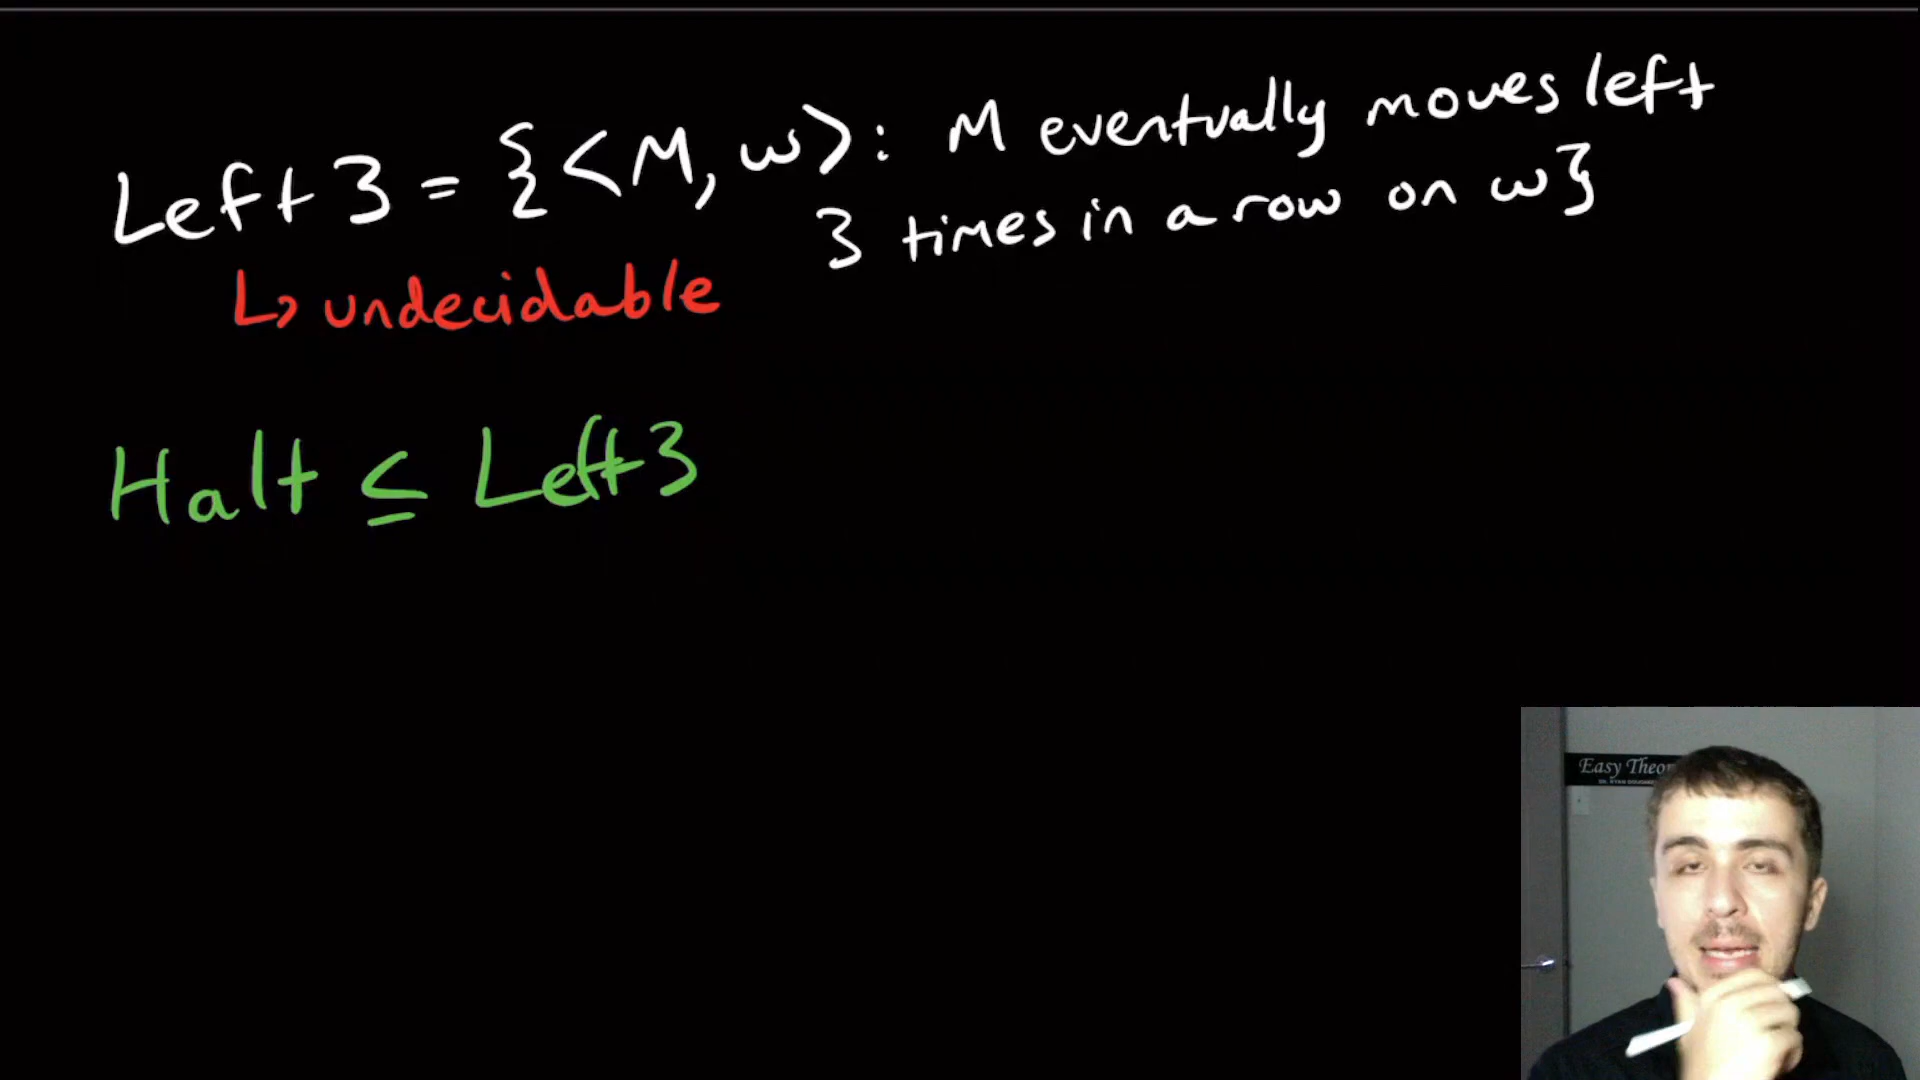 Left3 = {<M, w>: M eventually moves left
3 times in a row on w}
↳ undecidable
Halt ≤ Left3
Easy Theor